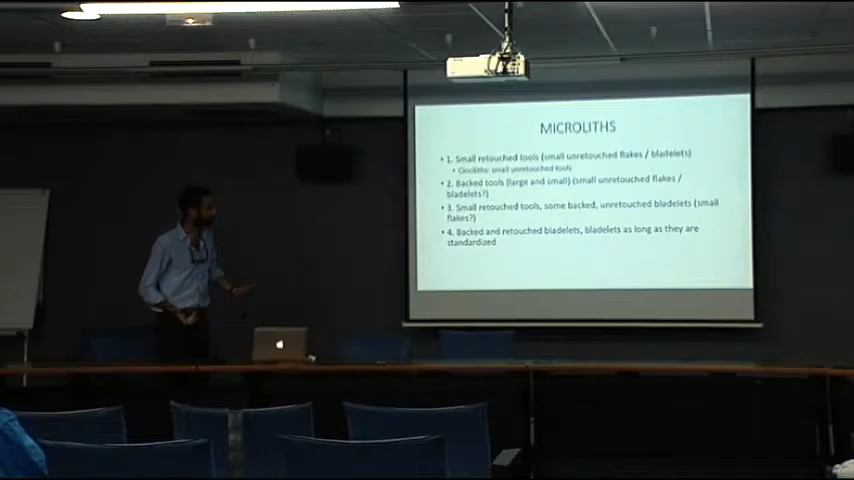 MICROLITHS
• 1. Small retouched tools (small unretouched flakes / bladelets)
• Cincliths: small unretouched tools
• 2. Backed tools (large and small) (small unretouched flakes /
bladelets?)
• 3. Small retouched tools, some backed, unretouched bladelets (small
flakes?)
• 4. Backed and retouched bladelets, bladelets as long as they are
standardized